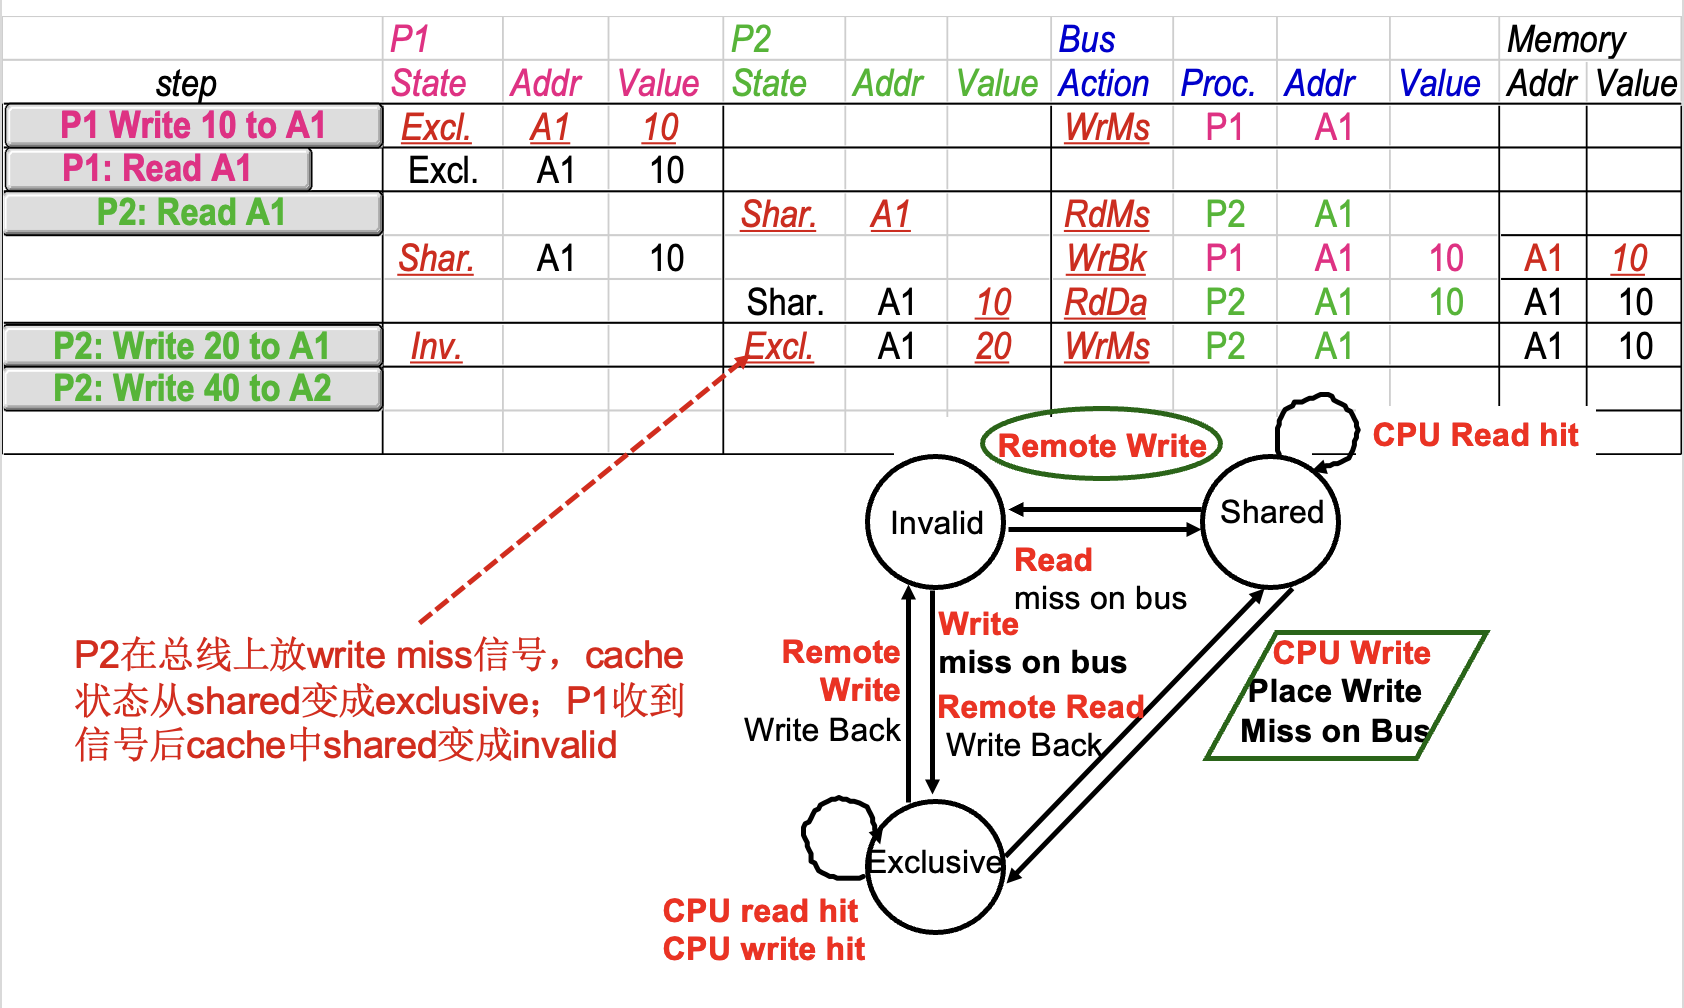 P1 P2 Bus Memory
step State Addr Value State Addr Value Action Proc. Addr Value Addr Value
P1 Write 10 to A1 Excl. A1 10 WrMs P1 A1
P1: Read A1 Excl. A1 10
P2: Read A1 Shar. A1 RdMs P2 A1
Shar. A1 10 WrBk P1 A1 10 A1 10
Shar. A1 10 RdDa P2 A1 10 A1 10
P2: Write 20 to A1 Inv. Excl. A1 20 WrMs P2 A1 A1 10
P2: Write 40 to A2
Remote Write
CPU Read hit
Invalid
Shared
Read
miss on bus
Write
miss on bus
Remote
Write
Write Back
Remote Read
Write Back
CPU Write
Place Write
Miss on Bus
P2在总线上放write miss信号，cache
状态从shared变成exclusive；P1收到
信号后cache中shared变成invalid
Exclusive
CPU read hit
CPU write hit